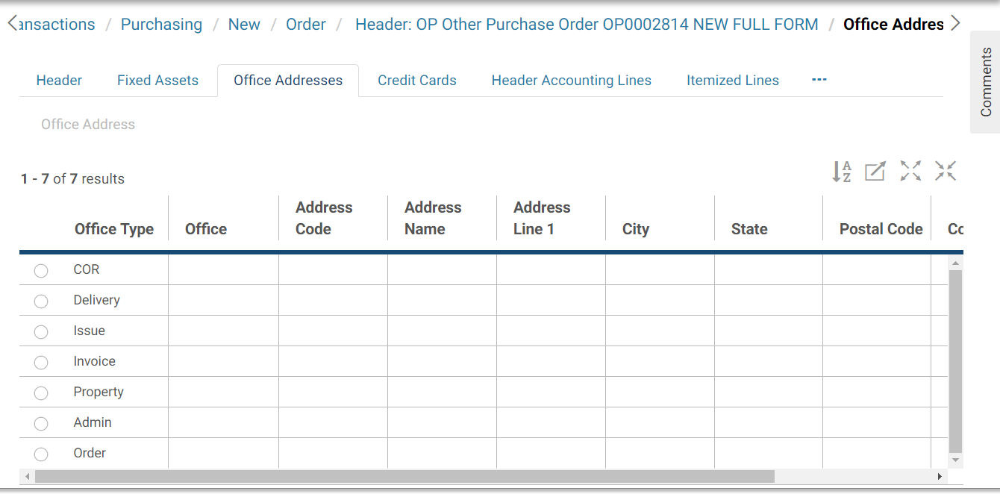 ansactions / Purchasing / New / Order / Header: OP Other Purchase Order OP0002814 NEW FULL FORM / Office Addres
Comments
Header Fixed Assets Office Addresses Credit Cards Header Accounting Lines Itemized Lines ...
Office Address
1 - 7 of 7 results
Office Type Office Address Code Address Name Address Line 1 City State Postal Code Co
COR
Delivery
Issue
Invoice
Property
Admin
Order